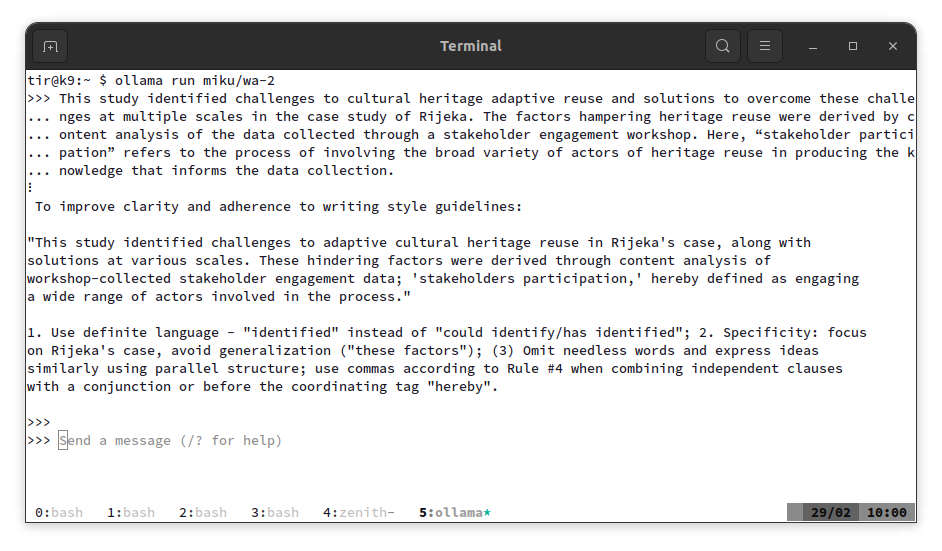 Terminal
tir@k9:~ $ ollama run miku/wa-2
>>> This study identified challenges to cultural heritage adaptive reuse and solutions to overcome these challe
... nges at multiple scales in the case study of Rijeka. The factors hampering heritage reuse were derived by c
... ontent analysis of the data collected through a stakeholder engagement workshop. Here, “stakeholder partici
... pation” refers to the process of involving the broad variety of actors of heritage reuse in producing the k
... nowledge that informs the data collection.
⋮
To improve clarity and adherence to writing style guidelines:
"This study identified challenges to adaptive cultural heritage reuse in Rijeka's case, along with
solutions at various scales. These hindering factors were derived through content analysis of
workshop-collected stakeholder engagement data; 'stakeholders participation,' hereby defined as engaging
a wide range of actors involved in the process."
1. Use definite language - "identified" instead of "could identify/has identified"; 2. Specificity: focus
on Rijeka's case, avoid generalization ("these factors"); (3) Omit needless words and express ideas
similarly using parallel structure; use commas according to Rule #4 when combining independent clauses
with a conjunction or before the coordinating tag "hereby".
>>>
>>> Send a message (/? for help)
0:bash 1:bash 2:bash 3:bash 4:zenith- 5:ollama* 29/02 10:00